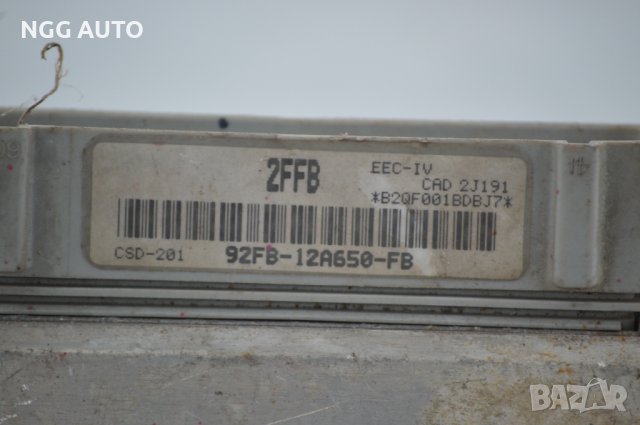 NGG AUTO
2FFB
EEC-IV
CAD 2J191
*B2QF001BDBJ7*
CSD-201
92FB-12A650-FB
BAZAR